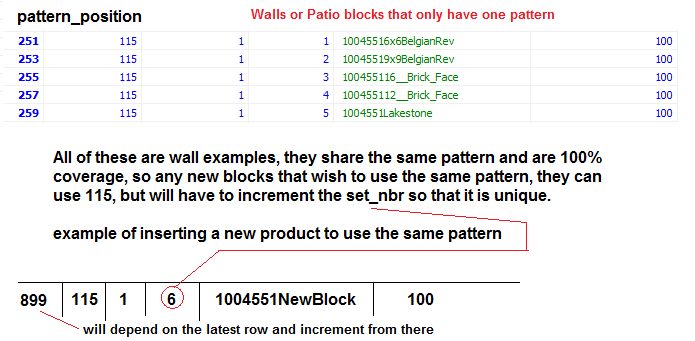 pattern_position
Walls or Patio blocks that only have one pattern
251 115 1 1 10045516x6BelgianRev 100
253 115 1 2 10045519x9BelgianRev 100
255 115 1 3 100455116__Brick_Face 100
257 115 1 4 100455112__Brick_Face 100
259 115 1 5 1004551Lakestone 100
All of these are wall examples, they share the same pattern and are 100%
coverage, so any new blocks that wish to use the same pattern, they can
use 115, but will have to increment the set_nbr so that it is unique.
example of inserting a new product to use the same pattern
899 115 1 6 1004551NewBlock 100
will depend on the latest row and increment from there